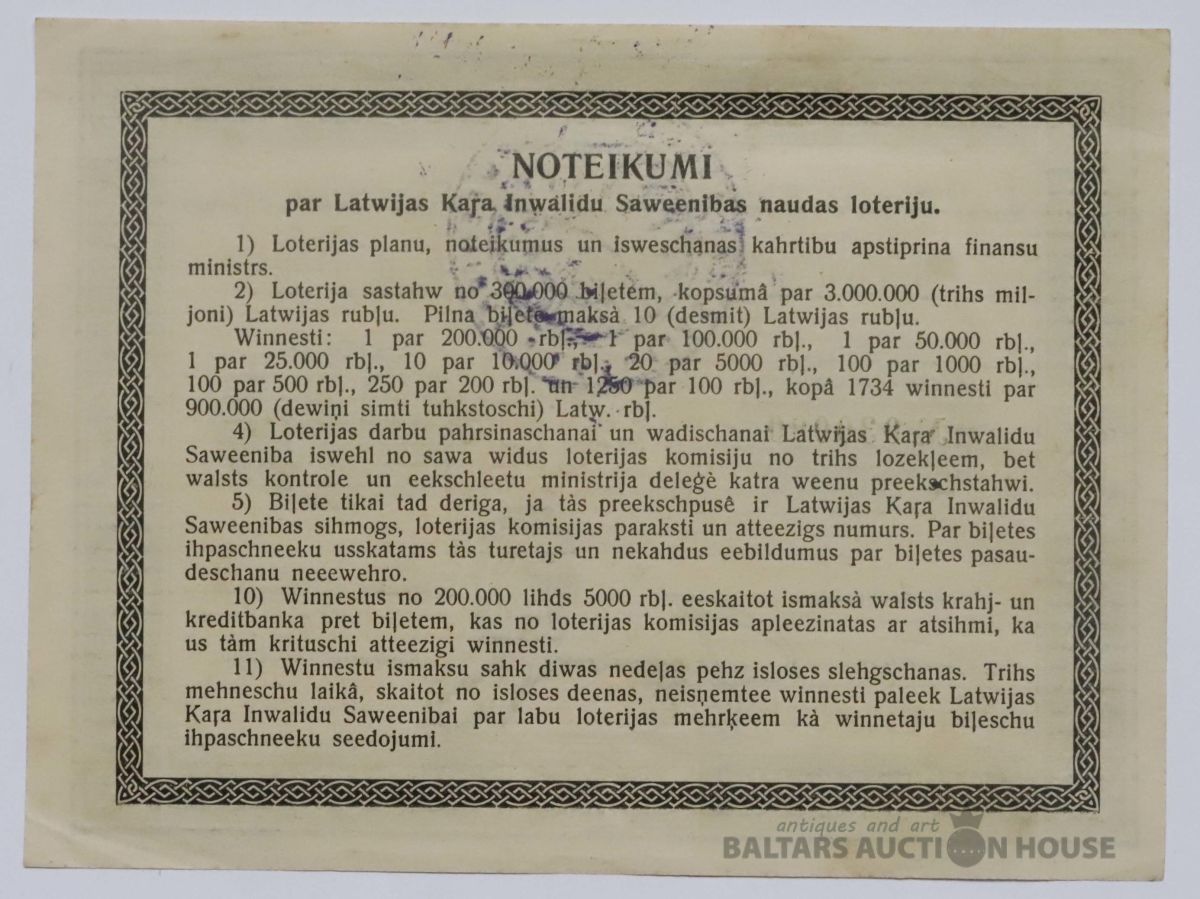 NOTEIKUMI
par Latwijas Kaŗa Inwalidu Saweenibas naudas loteriju.
1) Loterijas planu, noteikumus un isweschanas kahrtibu apstiprina finansu
ministrs.
2) Loterija sastahw no 300.000 biļetem, kopsumâ par 3.000.000 (trihs mil-
joni) Latwijas rubļu. Pilna biļete maksà 10 (desmit) Latwijas rubļu.
Winnesti: 1 par 200.000 rbļ., 1 par 100.000 rbļ., 1 par 50.000 rbļ.,
1 par 25.000 rbļ., 10 par 10.000 rbļ., 20 par 5000 rbļ., 100 par 1000 rbļ.,
100 par 500 rbļ., 250 par 200 rbļ. un 1250 par 100 rbļ., kopâ 1734 winnesti par
900.000 (dewiņi simti tuhkstoschi) Latw. rbļ.
4) Loterijas darbu pahrsinaschanai un wadischanai Latwijas Kaŗa Inwalidu
Saweeniba iswehl no sawa widus loterijas komisiju no trihs lozekļeem, bet
walsts kontrole un eekschleetu ministrija deleģè katra weenu preekschstahwi.
5) Biļete tikai tad deriga, ja tàs preekschpusê ir Latwijas Kaŗa Inwalidu
Saweenibas sihmogs, loterijas komisijas paraksti un atteezigs numurs. Par biļetes
ihpaschneeku usskatams tàs turetajs un nekahdus eebildumus par biļetes pasau-
deschanu neeewehro.
10) Winnestus no 200.000 lihds 5000 rbļ. eeskaitot ismaksà walsts krahj- un
kreditbanka pret biļetem, kas no loterijas komisijas apleezinatas ar atsihmi, ka
us tàm krituschi atteezigi winnesti.
11) Winnestu ismaksu sahk diwas nedeļas pehz isloses slehgschanas. Trihs
mehneschu laikâ, skaitot no isloses deenas, neisņemtee winnesti paleek Latwijas
Kaŗa Inwalidu Saweenibai par labu loterijas mehrķeem kà winnetaju biļeschu
ihpaschneeku seedojumi.
antiques and art
BALTARS AUCTION HOUSE